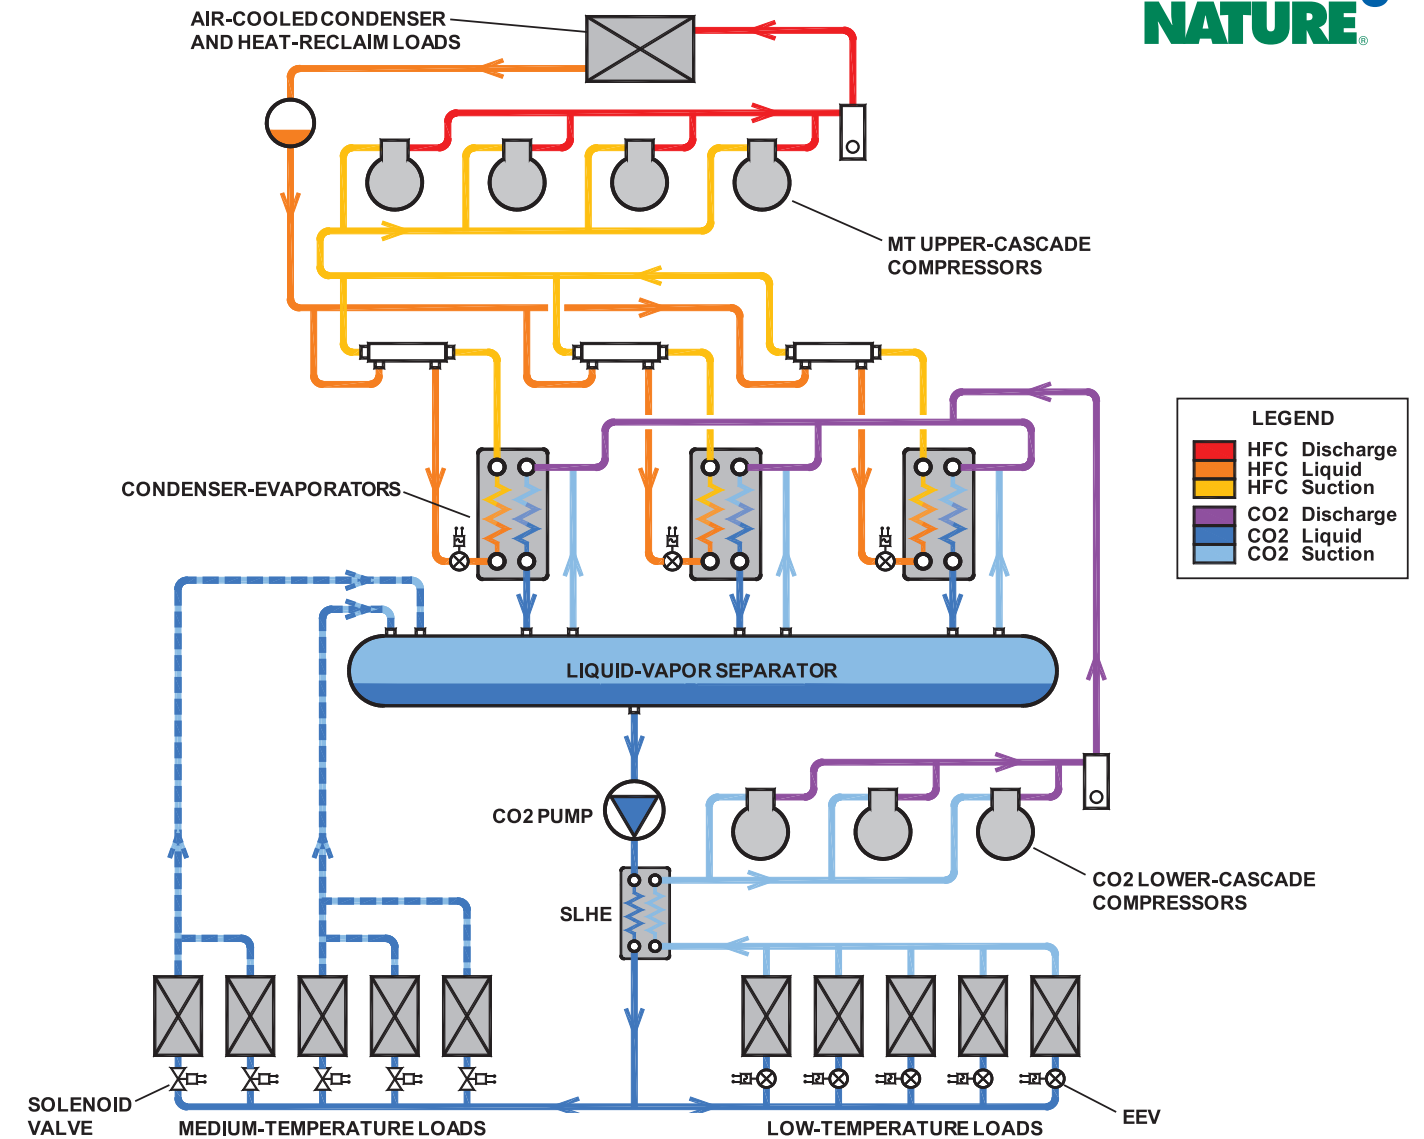 AIR-COOLED CONDENSER
AND HEAT-RECLAIM LOADS
NATURE®
MT UPPER-CASCADE
COMPRESSORS
LEGEND
HFC Discharge
HFC Liquid
HFC Suction
CO2 Discharge
CO2 Liquid
CO2 Suction
CONDENSER-EVAPORATORS
LIQUID-VAPOR SEPARATOR
CO2 PUMP
SLHE
CO2 LOWER-CASCADE
COMPRESSORS
SOLENOID
VALVE
MEDIUM-TEMPERATURE LOADS
LOW-TEMPERATURE LOADS
EEV